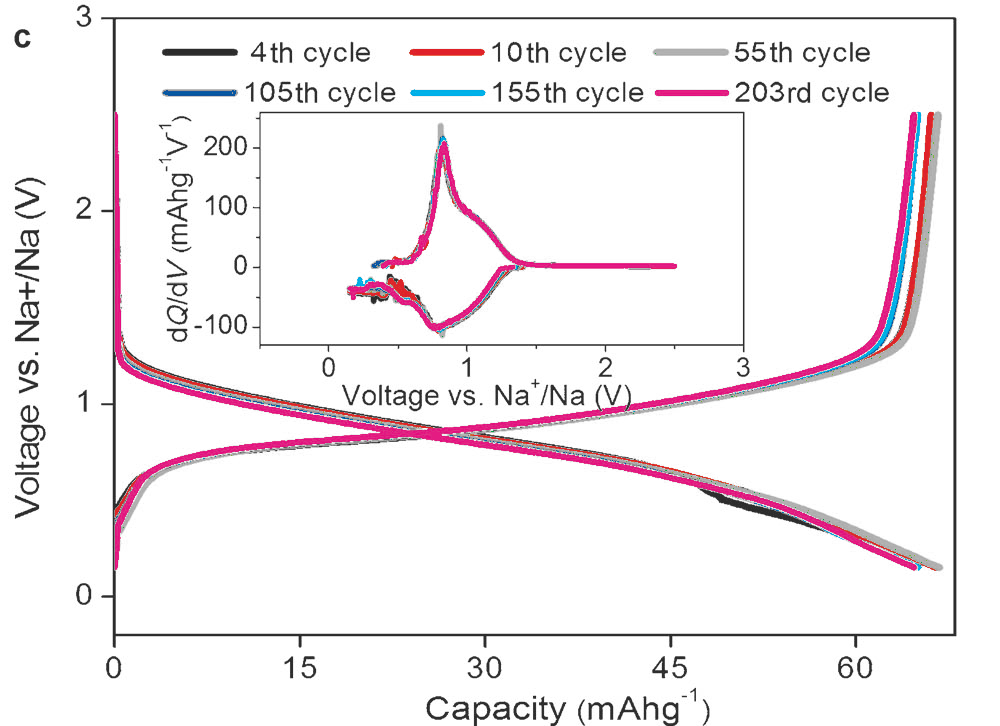 c
3
2
1
0
Voltage vs. Na+/Na (V)
4th cycle 10th cycle 55th cycle
105th cycle 155th cycle 203rd cycle
dQ/dV (mAhg⁻¹V⁻¹)
200
100
0
-100
0 1 2 3
Voltage vs. Na⁺/Na (V)
0 15 30 45 60
Capacity (mAhg⁻¹)